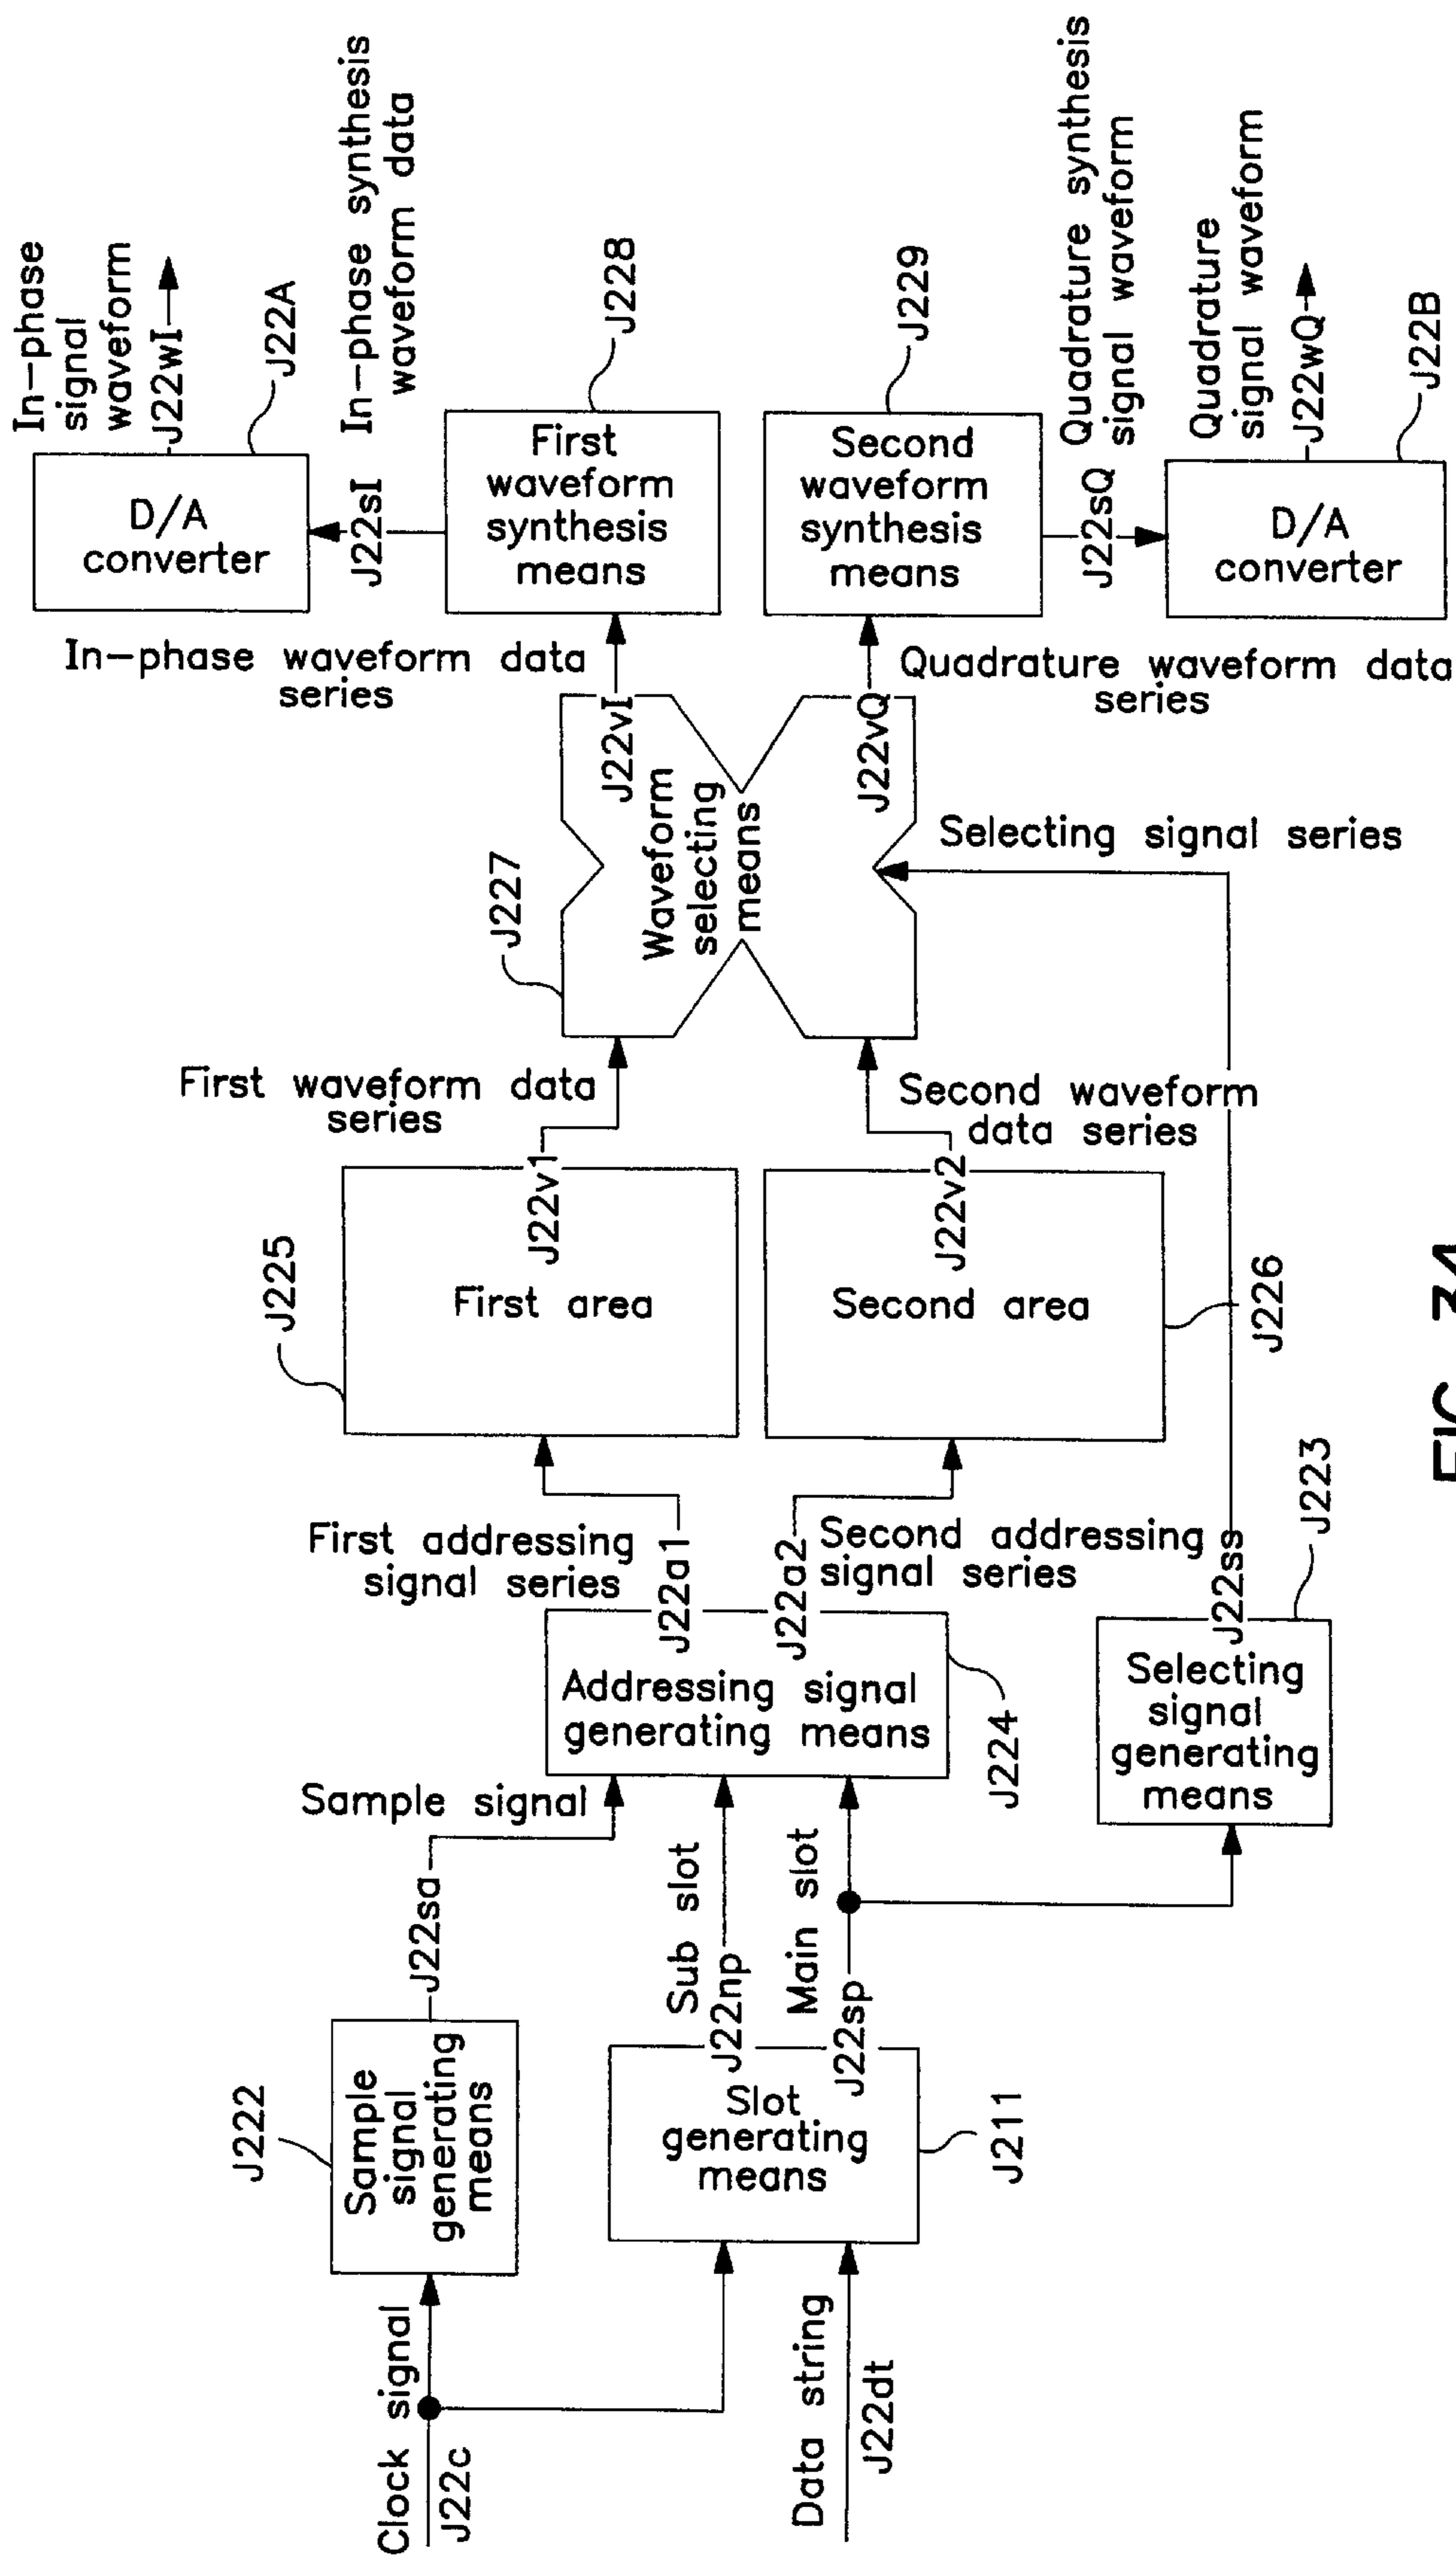 Clock signal
J22c
Data string
J22dt
J222
Sample
signal
generating
means
Slot
generating
means
J211
J22sa
Sample signal
Sub slot
J22np
Main slot
J22sp
Addressing signal
generating means
J224
Selecting
signal
generating
means
J223
J22ss
First addressing
signal series
J22a1
J22a2
Second addressing
signal series
J225
First area
J22v1
Second area
J22v2
J226
First waveform data
series
Second waveform
data series
J227
Waveform
selecting
means
J22vI
J22vQ
Selecting signal series
In-phase waveform data
series
Quadrature waveform data
series
First
waveform
synthesis
means
J228
Second
waveform
synthesis
means
J229
J22sI
In-phase synthesis
waveform data
J22sQ
Quadrature synthesis
signal waveform
D/A
converter
J22A
In-phase
signal
waveform
J22wI
D/A
converter
J22B
Quadrature
signal waveform
J22wQ